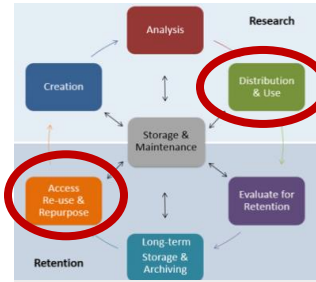 Research
Analysis
Creation
Distribution
& Use
Storage &
Maintenance
Access
Re-use &
Repurpose
Evaluate for
Retention
Long-term
Storage &
Archiving
Retention